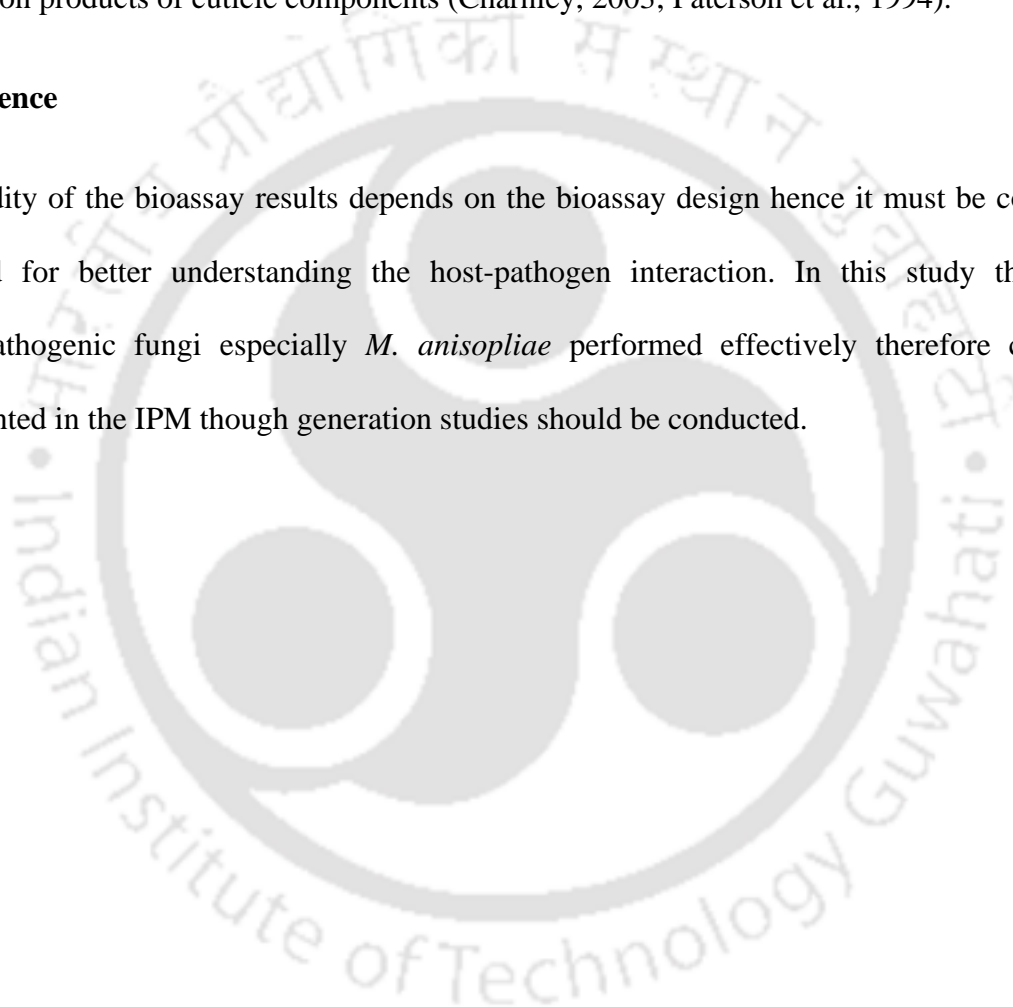 on products of cuticle components (Charnley, 2003; Paterson et al., 1994).
ence
dity of the bioassay results depends on the bioassay design hence it must be co
d for better understanding the host-pathogen interaction. In this study th
athogenic fungi especially M. anisopliae performed effectively therefore c
nted in the IPM though generation studies should be conducted.
प्रौद्योगिकी संस्थान
• Indian Institute of Technology Guwahati •